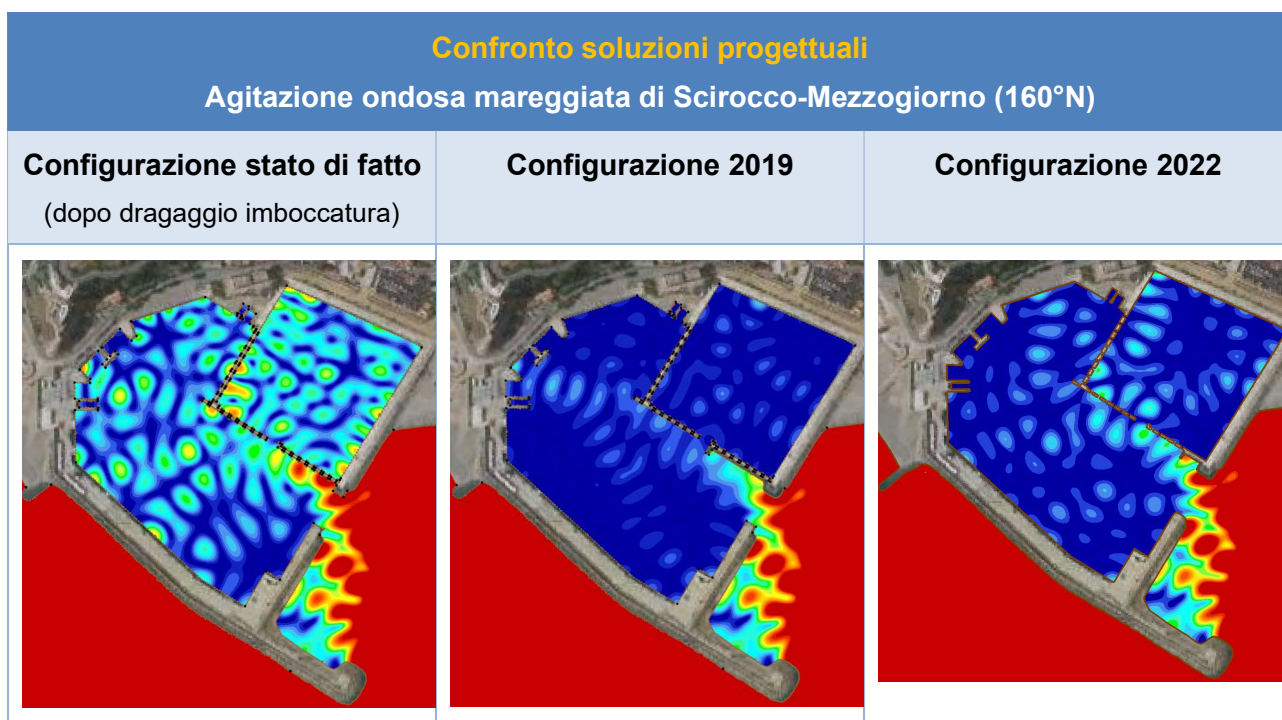 Confronto soluzioni progettuali
Agitazione ondosa mareggiata di Scirocco-Mezzogiorno (160°N)
Configurazione stato di fatto
(dopo dragaggio imboccatura)
Configurazione 2019
Configurazione 2022